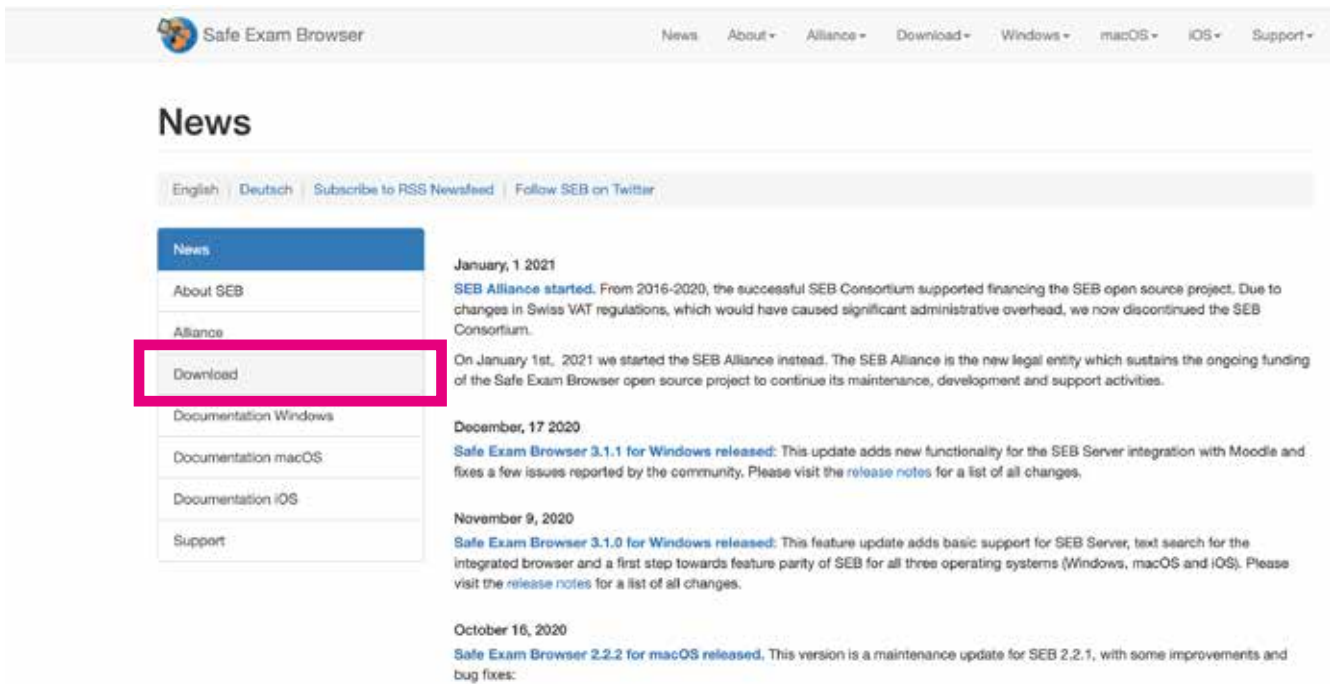 Safe Exam Browser
News About Alliance Download Windows macOS iOS Support
News
English | Deutsch | Subscribe to RSS Newsfeed | Follow SEB on Twitter
News
About SEB
Alliance
Download
Documentation Windows
Documentation macOS
Documentation iOS
Support
January, 1 2021
SEB Alliance started. From 2016-2020, the successful SEB Consortium supported financing the SEB open source project. Due to
changes in Swiss VAT regulations, which would have caused significant administrative overhead, we now discontinued the SEB
Consortium.
On January 1st, 2021 we started the SEB Alliance instead. The SEB Alliance is the new legal entity which sustains the ongoing funding
of the Safe Exam Browser open source project to continue its maintenance, development and support activities.
December, 17 2020
Safe Exam Browser 3.1.1 for Windows released: This update adds new functionality for the SEB Server integration with Moodle and
fixes a few issues reported by the community. Please visit the release notes for a list of all changes.
November 9, 2020
Safe Exam Browser 3.1.0 for Windows released: This feature update adds basic support for SEB Server, text search for the
integrated browser and a first step towards feature parity of SEB for all three operating systems (Windows, macOS and iOS). Please
visit the release notes for a list of all changes.
October 16, 2020
Safe Exam Browser 2.2.2 for macOS released. This version is a maintenance update for SEB 2.2.1, with some improvements and
bug fixes: